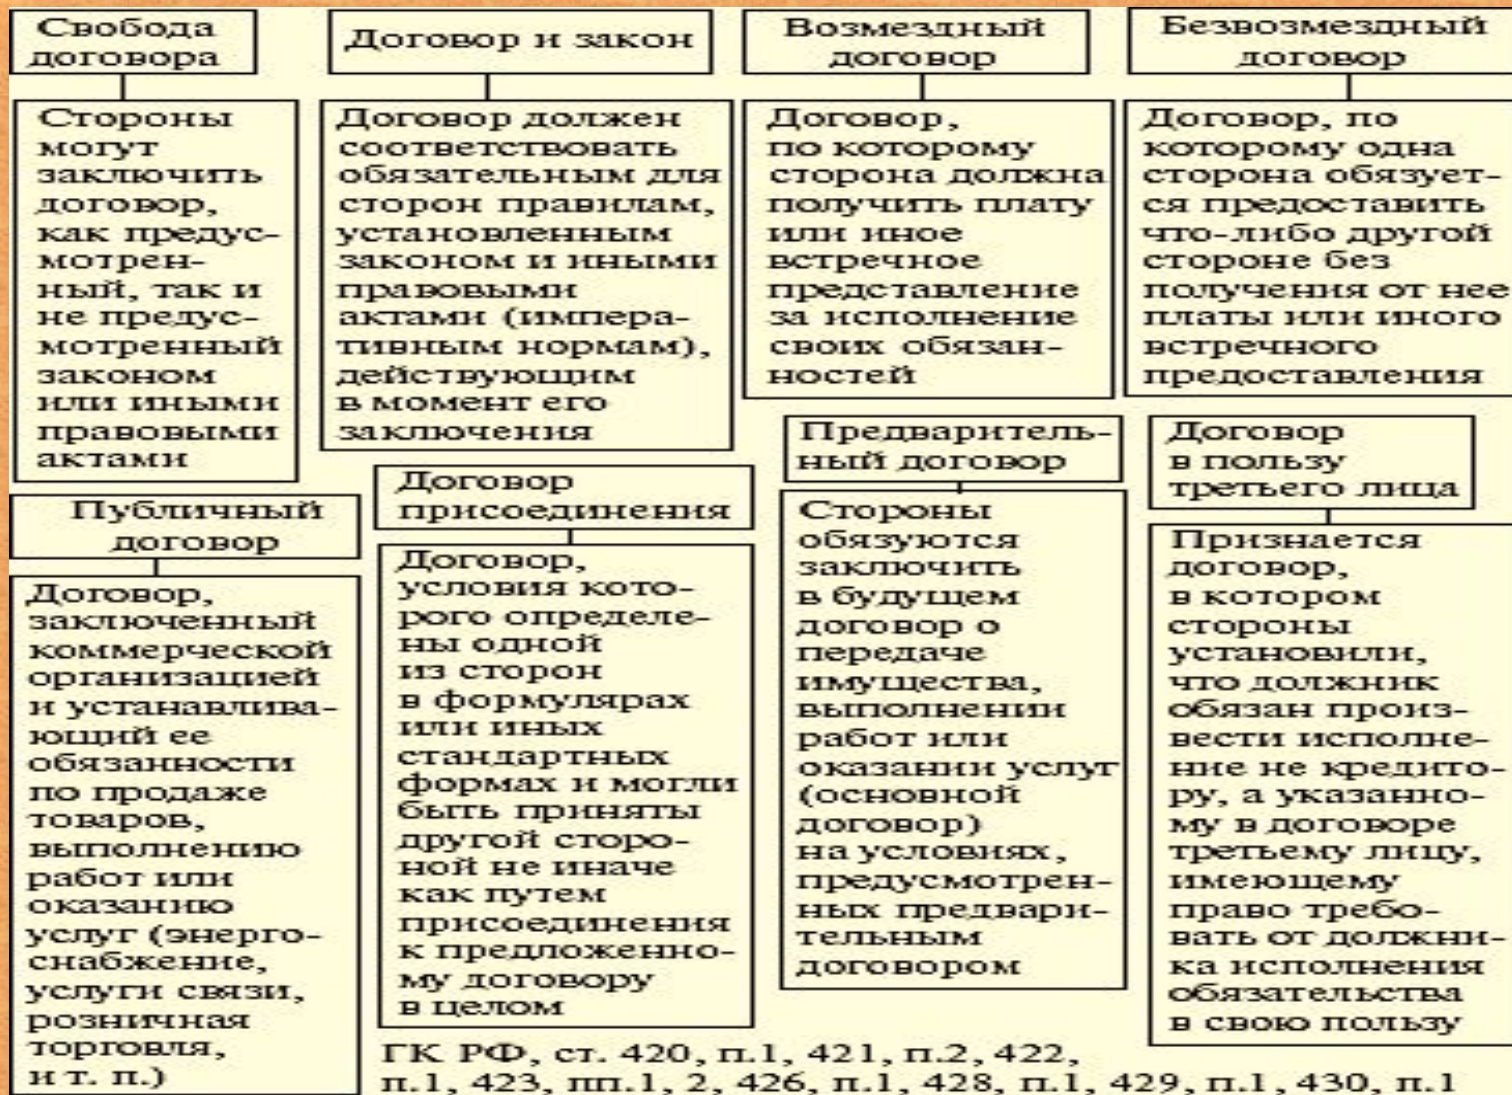 Свобода
договора
Стороны
могут
заключить
договор,
как предус-
мотрен-
ный, так и
не предус-
мотренный
законом
или иными
правовыми
актами
Договор и закон
Договор должен
соответствовать
обязательным для
сторон правилам,
установленным
законом и иными
правовыми
актами (импера-
тивным нормам),
действующим
в момент его
заключения
Возмездный
договор
Договор,
по которому
сторона должна
получить плату
или иное
встречное
представление
за исполнение
своих обязан-
ностей
Безвозмездный
договор
Договор, по
которому одна
сторона обязует-
ся предоставить
что-либо другой
стороне без
получения от нее
платы или иного
встречного
предоставления
Публичный
договор
Договор,
заключенный
коммерческой
организацией
и устанавлива-
ющий ее
обязанности
по продаже
товаров,
выполнению
работ или
оказанию
услуг (энерго-
снабжение,
услуги связи,
розничная
торговля,
и т. п.)
Договор
присоединения
Договор,
условия кото-
рого определе-
ны одной
из сторон
в формулярах
или иных
стандартных
формах и могли
быть приняты
другой сторо-
ной не иначе
как путем
присоединения
к предложенно-
му договору
в целом
Предваритель-
ный договор
Стороны
обязуются
заключить
в будущем
договор о
передаче
имущества,
выполнении
работ или
оказании услуг
(основной
договор)
на условиях,
предусмотрен-
ных предвари-
тельным
договором
Договор
в пользу
третьего лица
Признается
договор,
в котором
стороны
установили,
что должник
обязан произ-
вести исполне-
ние не кредито-
ру, а указанно-
му в договоре
третьему лицу,
имеющему
право требо-
вать от должни-
ка исполнения
обязательства
в свою пользу
ГК РФ, ст. 420, п.1, 421, п.2, 422,
п.1, 423, пп.1, 2, 426, п.1, 428, п.1, 429, п.1, 430, п.1